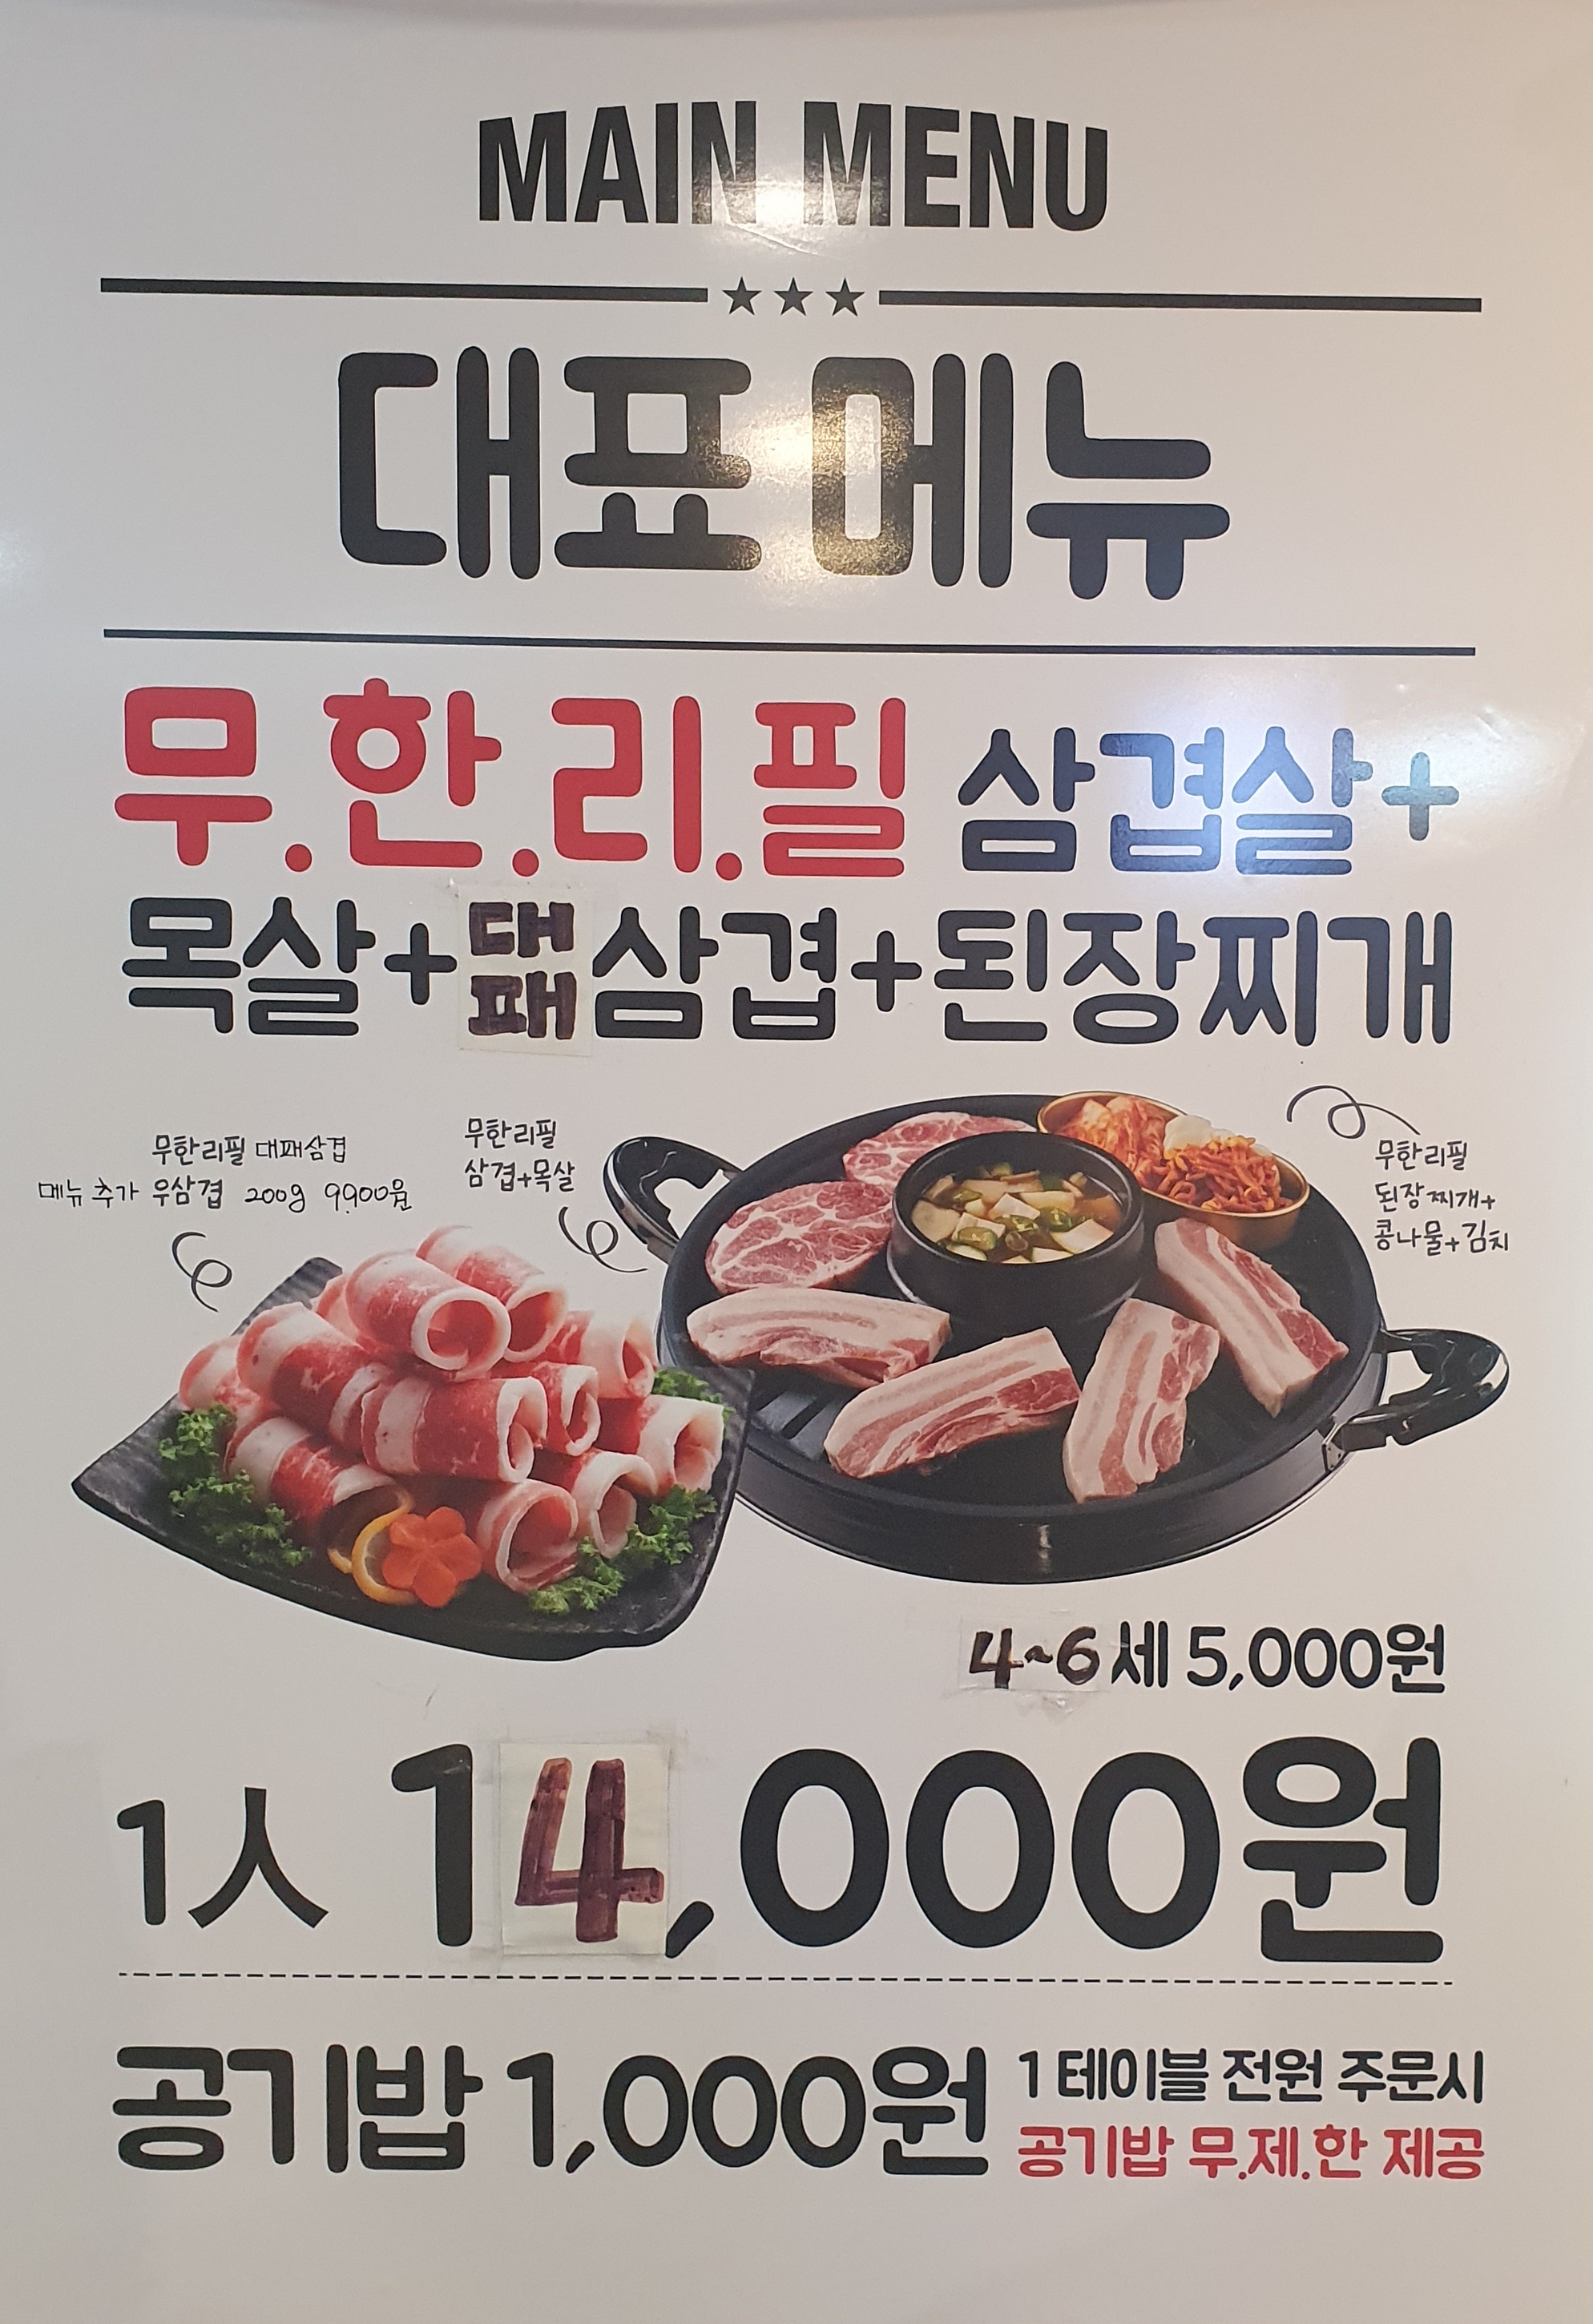 MAIN MENU
★★★
대표 메뉴
무.한.리.필 삼겹살+
목살+대패삼겹+된장찌개
무한리필 대패삼겹
메뉴 추가 우삼겹 200g 9,900원
무한리필
삼겹+목살
무한리필
된장찌개+
콩나물+김치
4~6세 5,000원
1人 14,000원
공기밥 1,000원
1 테이블 전원 주문시
공기밥 무.제.한 제공